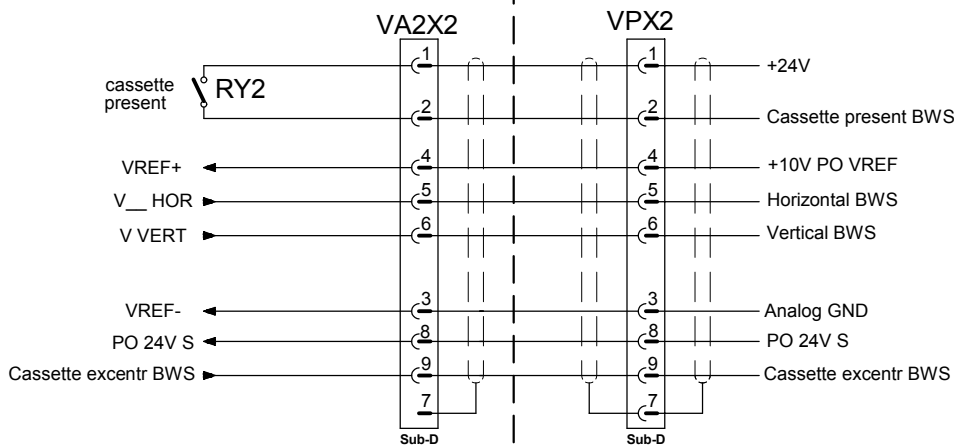 VA2X2 VPX2
1 1 +24V
cassette
present RY2
2 2 Cassette present BWS
VREF+ 4 4 +10V PO VREF
V__ HOR 5 5 Horizontal BWS
V VERT 6 6 Vertical BWS
VREF- 3 3 Analog GND
PO 24V S 8 8 PO 24V S
Cassette excentr BWS 9 9 Cassette excentr BWS
7 7
Sub-D Sub-D